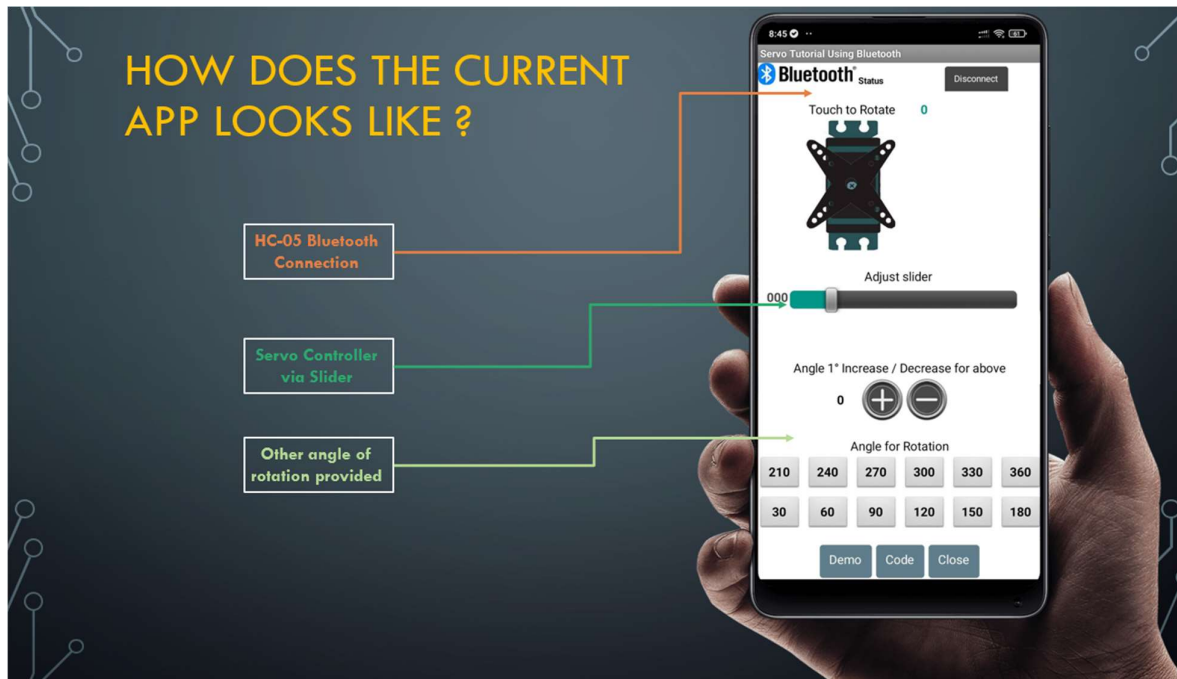 HOW DOES THE CURRENT
APP LOOKS LIKE ?
HC-05 Bluetooth
Connection
Servo Controller
via Slider
Other angle of
rotation provided
8:45
61
Servo Tutorial Using Bluetooth
Bluetooth® Status Disconnect
Touch to Rotate 0
Adjust slider
000
Angle 1° Increase / Decrease for above
0 + −
Angle for Rotation
210 240 270 300 330 360
30 60 90 120 150 180
Demo Code Close